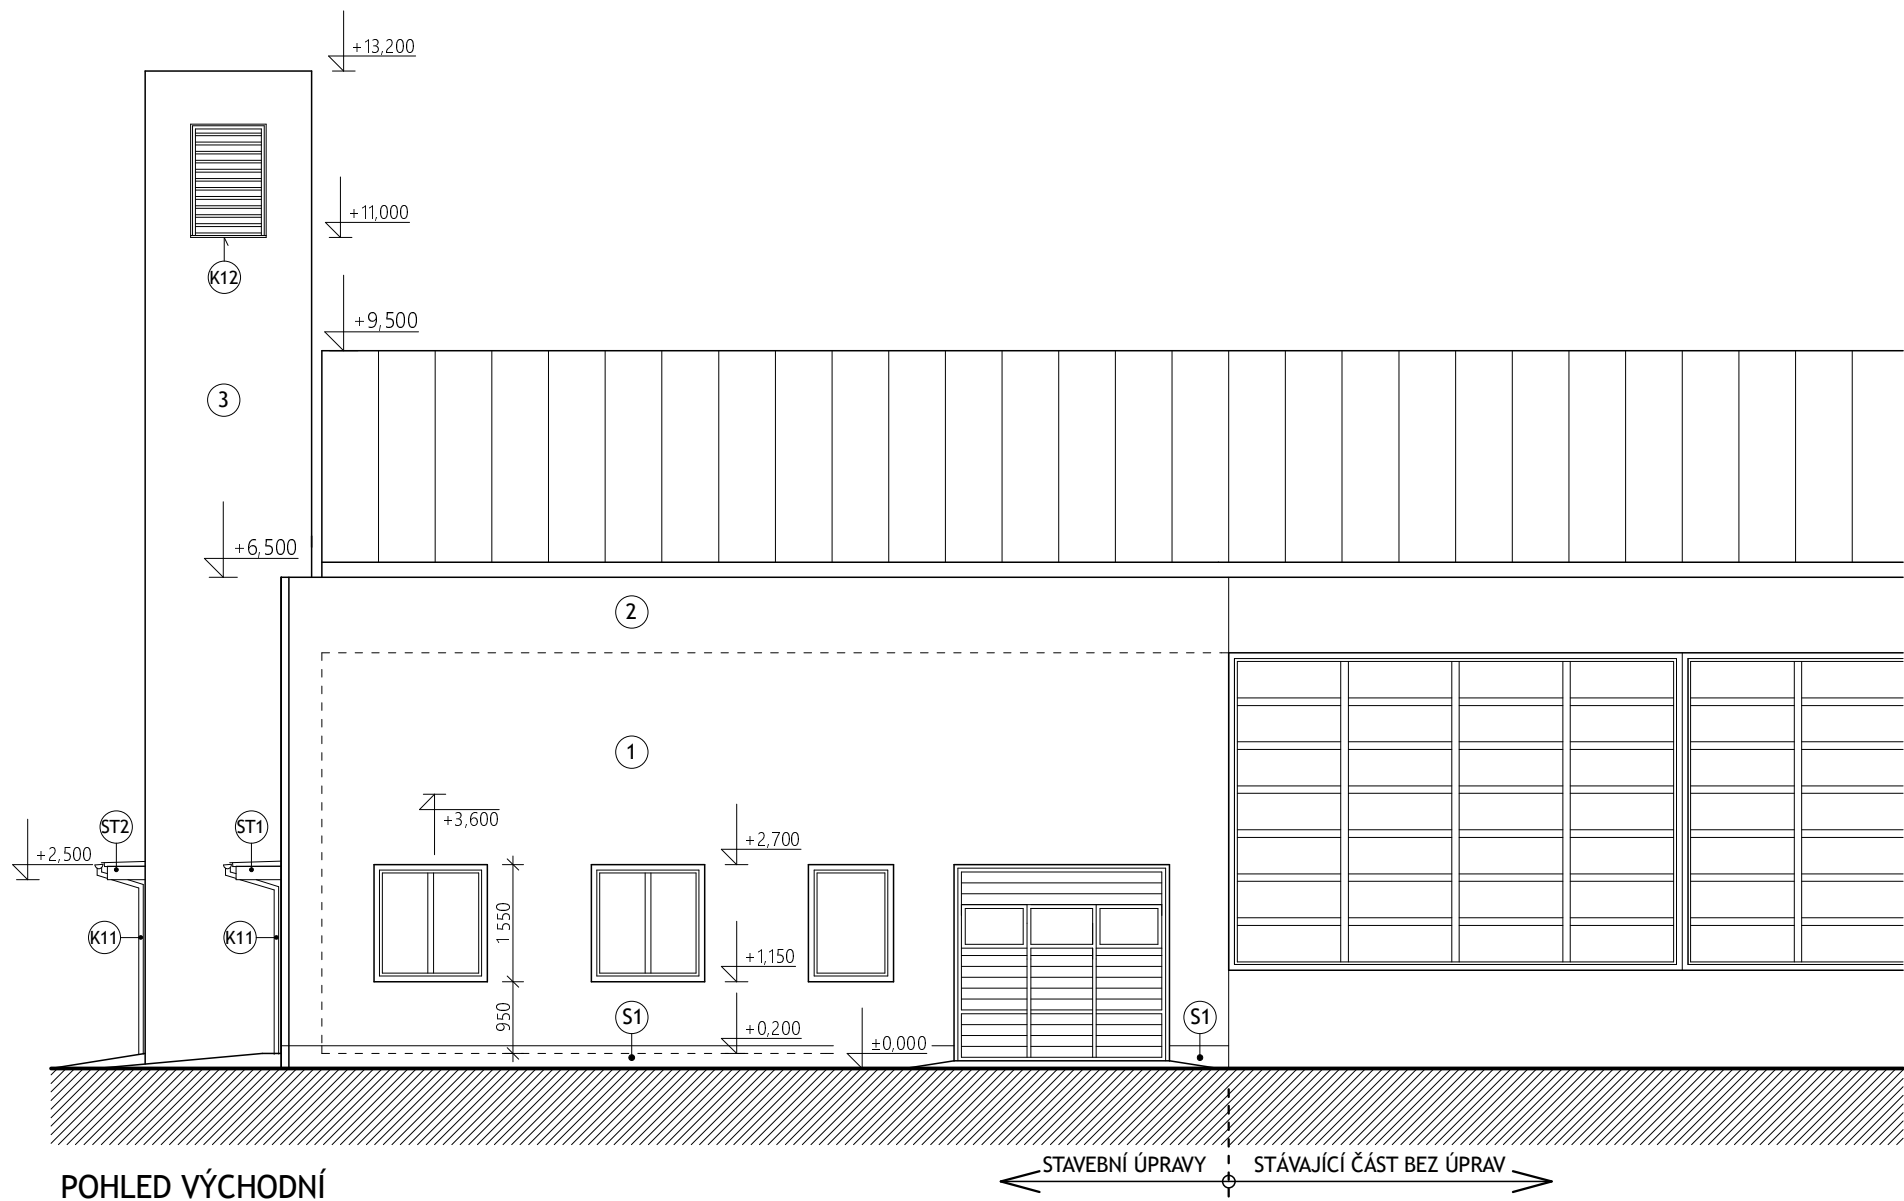 +13,200
+11,000
K12
+9,500
3
+6,500
2
1
+3,600
ST2
ST1
+2,500
+2,700
K11
K11
1 550
+1,150
950
S1
S1
+0,200
±0,000
STAVEBNÍ ÚPRAVY
STÁVAJÍCÍ ČÁST BEZ ÚPRAV
POHLED VÝCHODNÍ